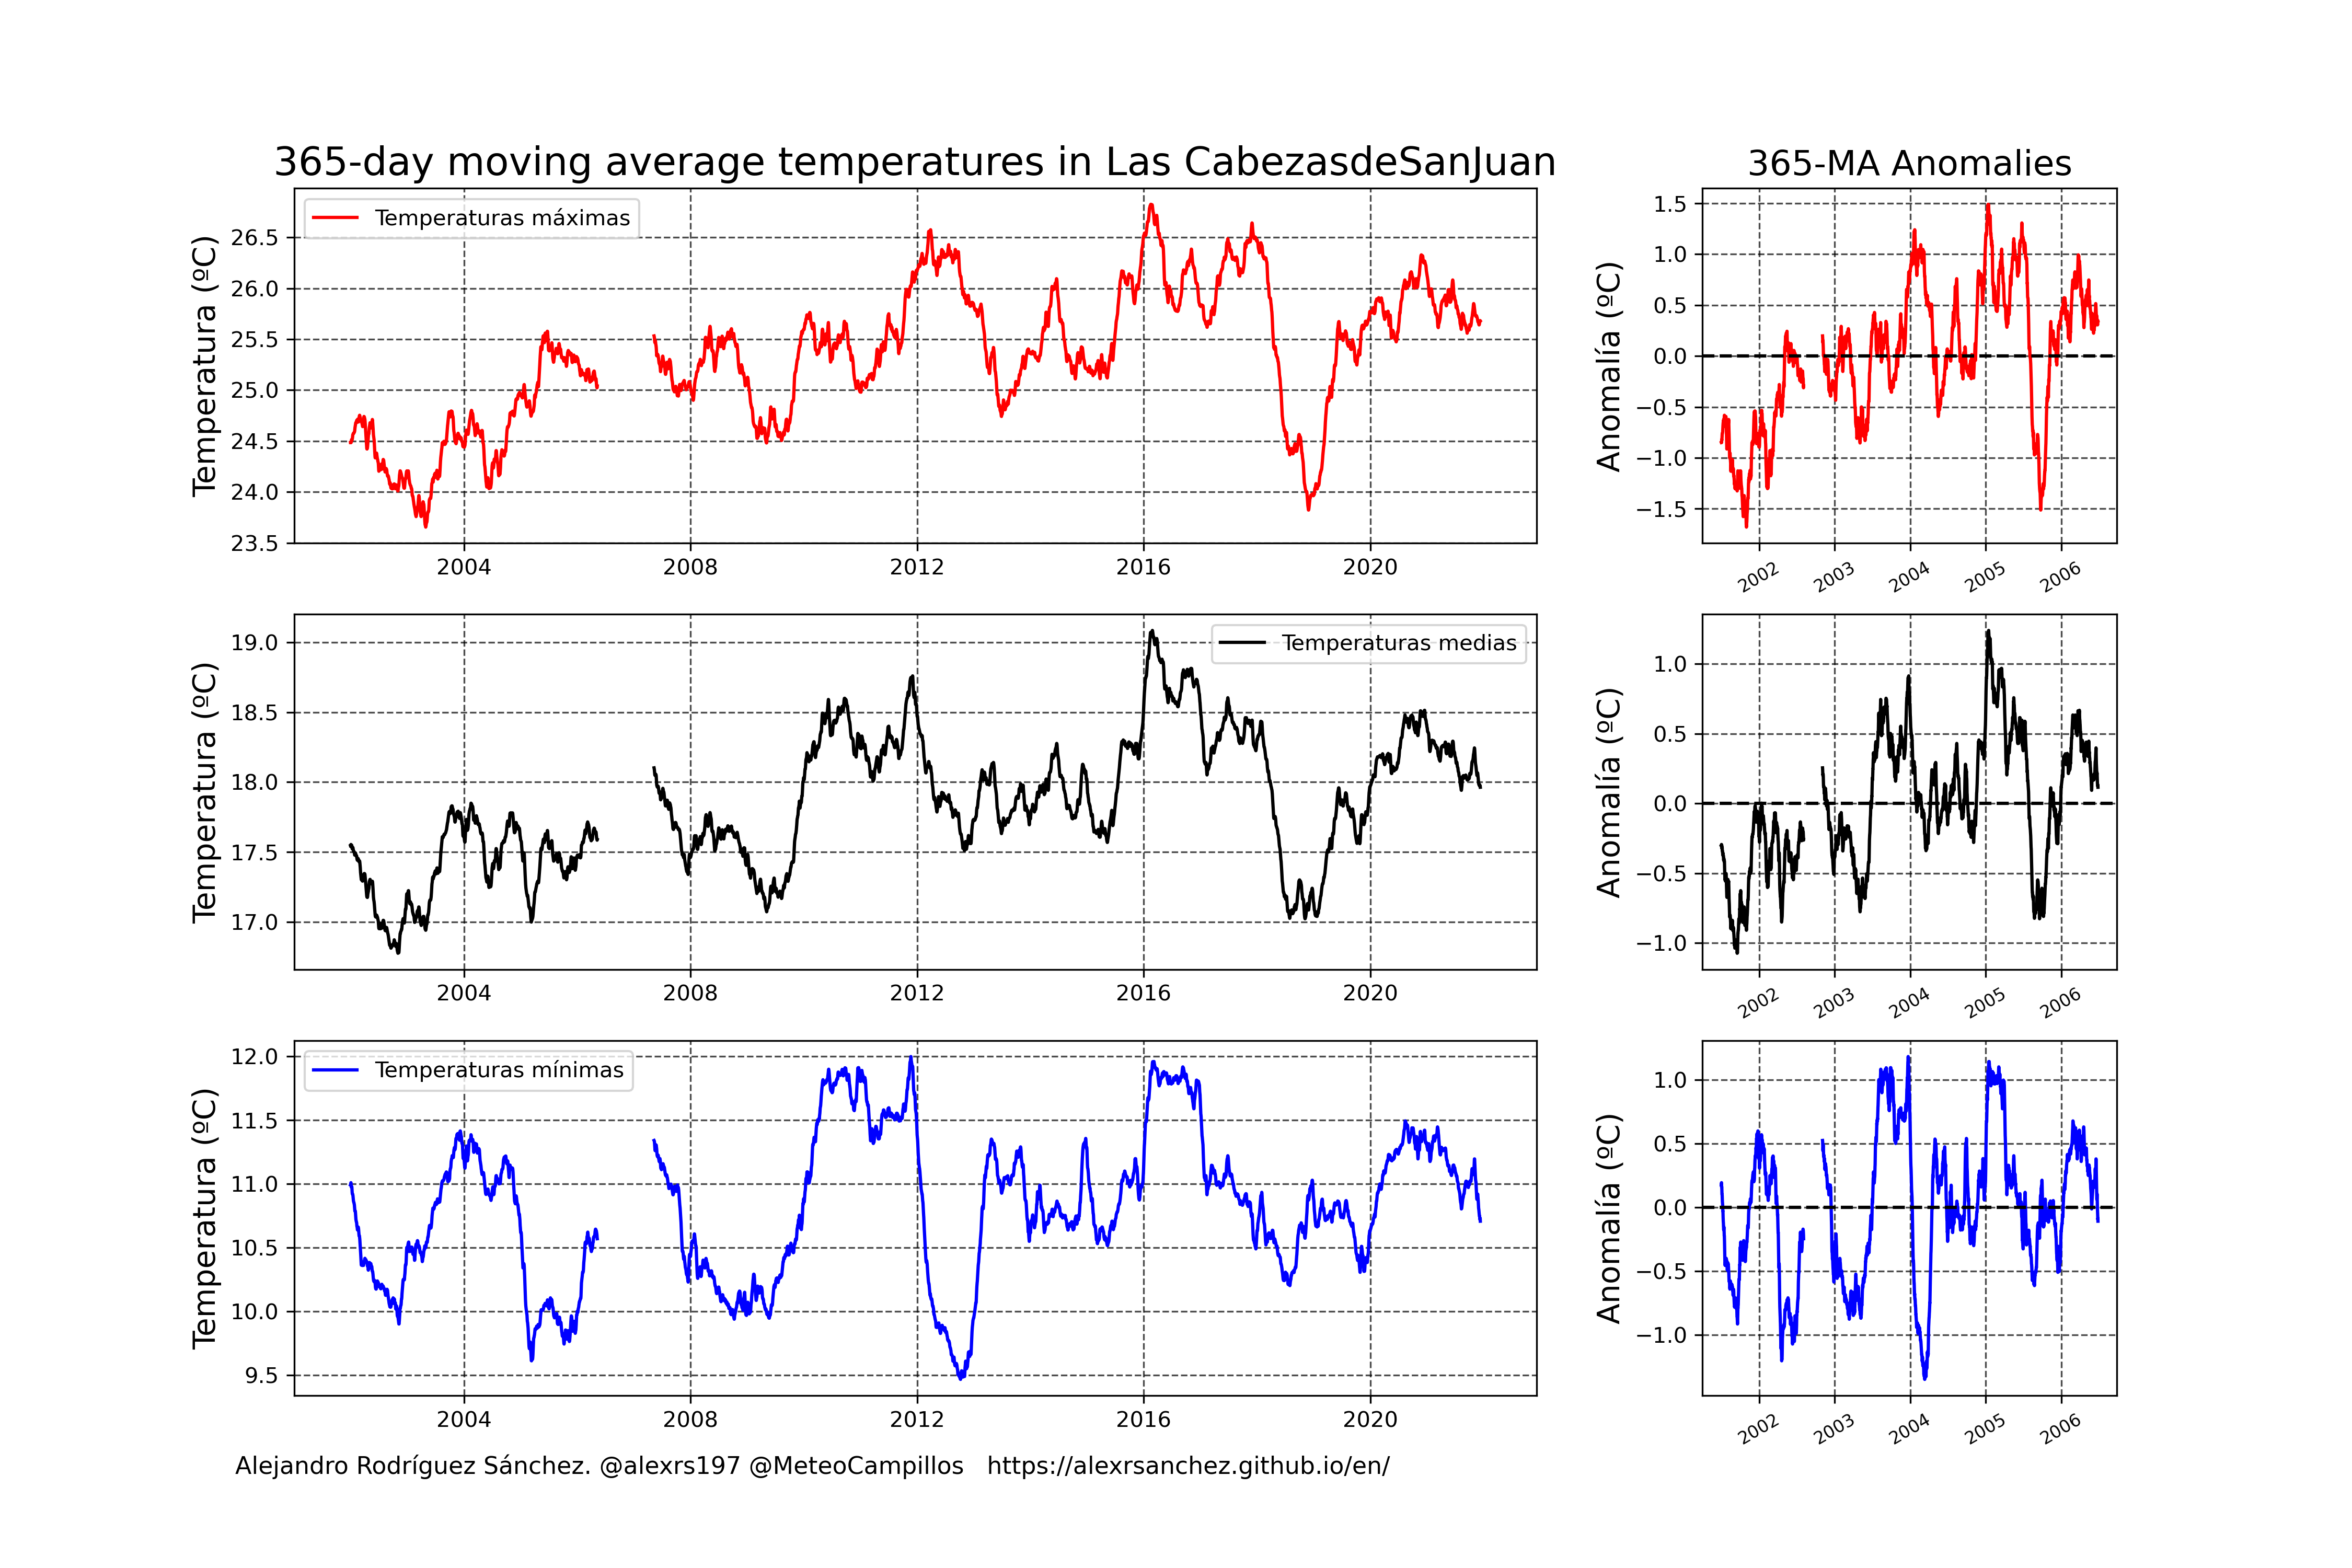 365-day moving average temperatures in Las CabezasdeSanJuan
365-MA Anomalies
Temperatura (ºC)
26.5
26.0
25.5
25.0
24.5
24.0
23.5
Temperaturas máximas
2004 2008 2012 2016 2020
Anomalía (ºC)
1.5
1.0
0.5
0.0
−0.5
−1.0
−1.5
2002 2003 2004 2005 2006
Temperatura (ºC)
19.0
18.5
18.0
17.5
17.0
Temperaturas medias
2004 2008 2012 2016 2020
Anomalía (ºC)
1.0
0.5
0.0
−0.5
−1.0
2002 2003 2004 2005 2006
Temperatura (ºC)
12.0
11.5
11.0
10.5
10.0
9.5
Temperaturas mínimas
2004 2008 2012 2016 2020
Anomalía (ºC)
1.0
0.5
0.0
−0.5
−1.0
2002 2003 2004 2005 2006
Alejandro Rodríguez Sánchez. @alexrs197 @MeteoCampillos https://alexrsanchez.github.io/en/